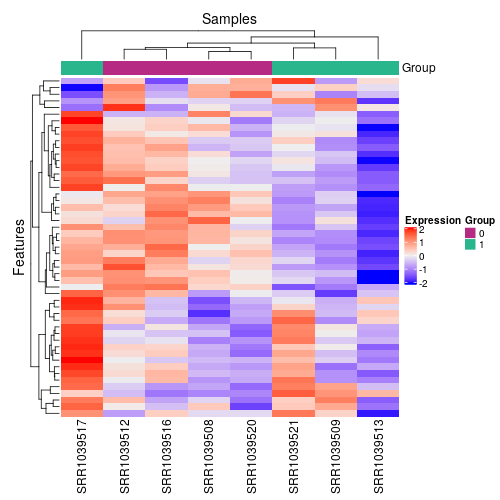 Samples
Group
Features
Expression
2
1
0
-1
-2
Group
0
1
SRR1039517
SRR1039512
SRR1039516
SRR1039508
SRR1039520
SRR1039521
SRR1039509
SRR1039513